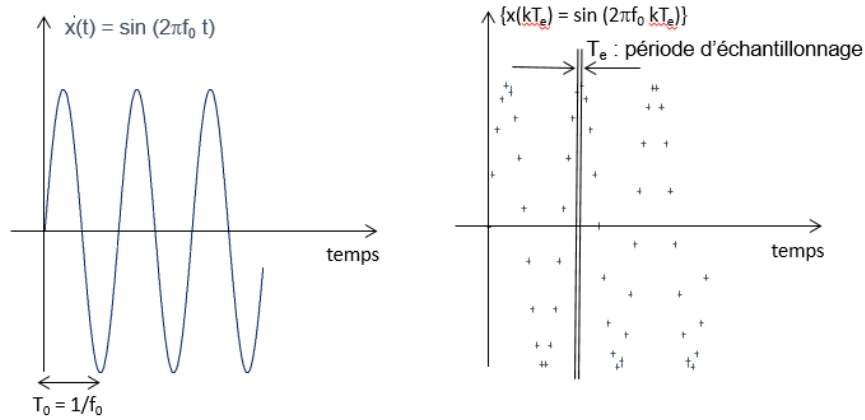 x(t) = sin (2πf₀ t)
temps
T₀ = 1/f₀
{x(kTₑ) = sin (2πf₀ kTₑ)}
Tₑ : période d’échantillonnage
temps